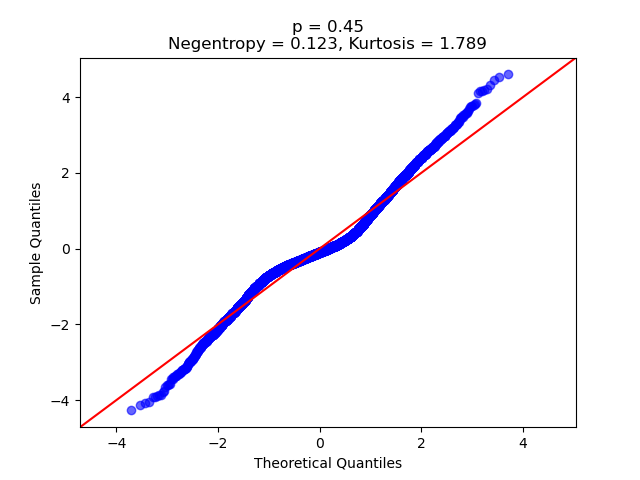 p = 0.45
Negentropy = 0.123, Kurtosis = 1.789
4
2
0
−2
−4
Sample Quantiles
−4
−2
0
2
4
Theoretical Quantiles